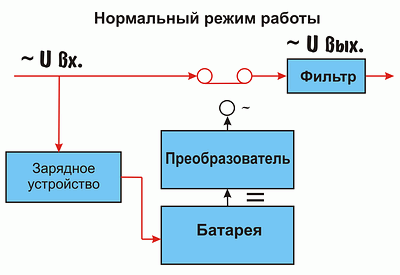 Нормальный режим работы
~ U Вх.
~ U Вых.
Фильтр
~
Преобразователь
Зарядное
устройство
=
Батарея